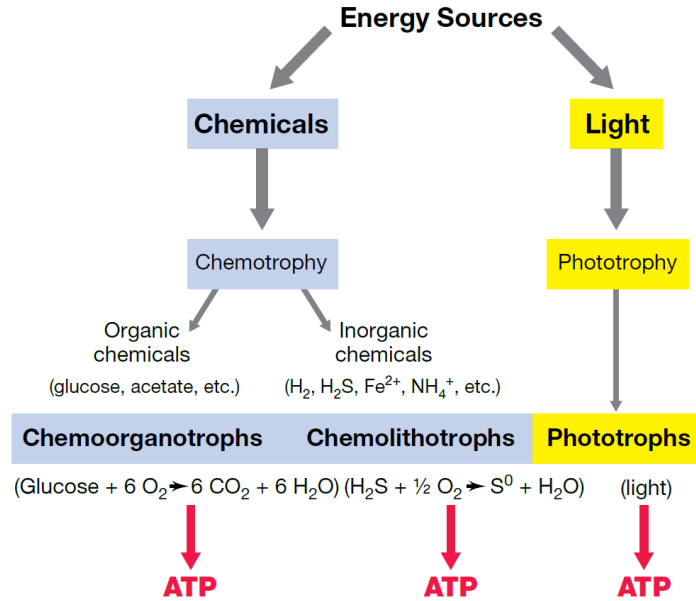 Energy Sources
Chemicals
Light
Chemotrophy
Phototrophy
Organic
chemicals
(glucose, acetate, etc.)
Inorganic
chemicals
(H₂, H₂S, Fe²⁺, NH₄⁺, etc.)
Chemoorganotrophs
Chemolithotrophs
Phototrophs
(Glucose + 6 O₂➛6 CO₂ + 6 H₂O)
(H₂S + ½ O₂➛ S⁰ + H₂O)
(light)
ATP
ATP
ATP